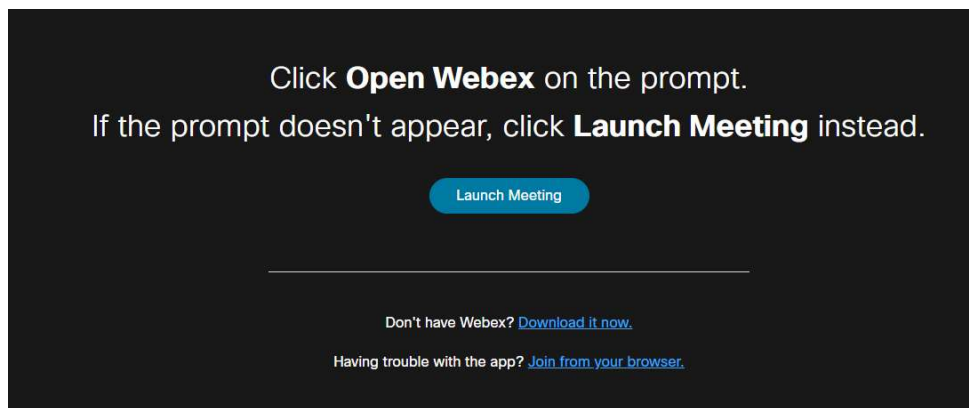 Click Open Webex on the prompt.
If the prompt doesn't appear, click Launch Meeting instead.
Launch Meeting
Don't have Webex? Download it now.
Having trouble with the app? Join from your browser.